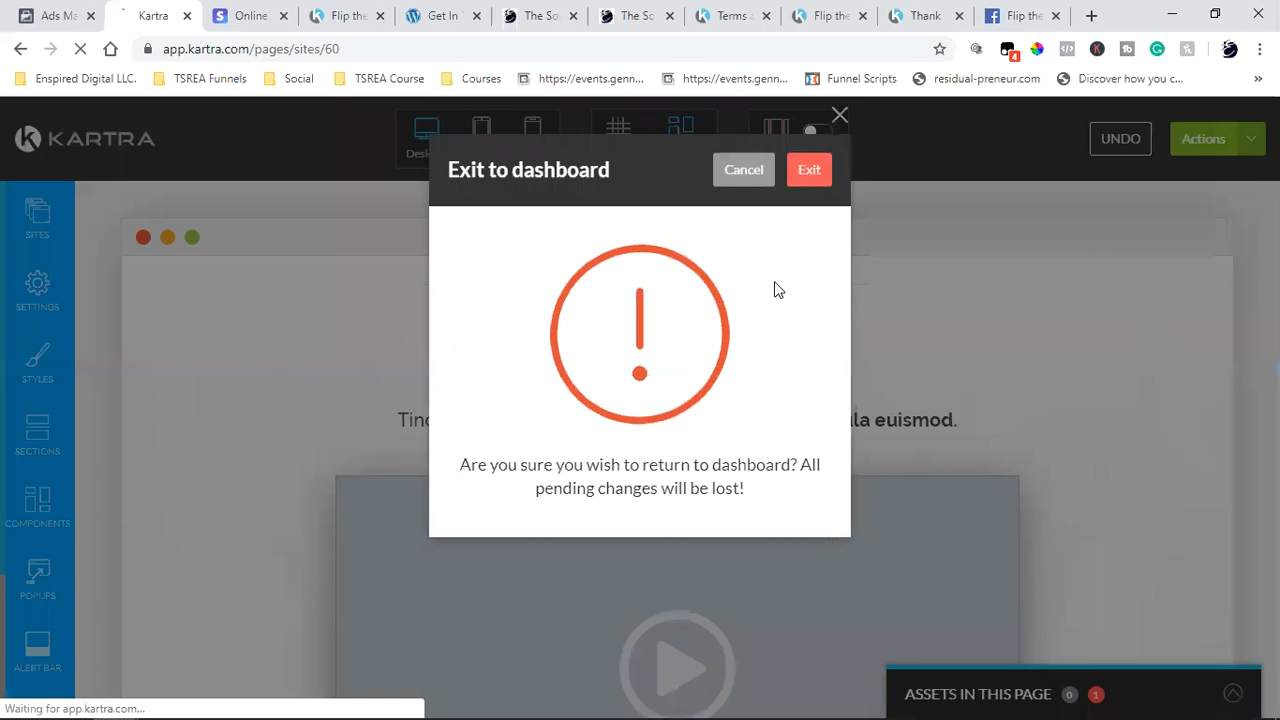 Ads Ma
Kartra
Online
Flip the
Get In
The So
The Sc
Terms &
Flip the
Thank
Flip the
app.kartra.com/pages/sites/60
4
Enspired Digital LLC.
TSREA Funnels
Social
TSREA Course
Courses
https://events.genn...
https://events.genn...
Funnel Scripts
residual-preneur.com
Discover how you c...
»
KARTRA
Desk
UNDO
Actions
Exit to dashboard
Cancel
Exit
SITES
SETTINGS
STYLES
SECTIONS
COMPONENTS
POPUPS
ALERT BAR
Tinc
ula euismod.
Are you sure you wish to return to dashboard? All
pending changes will be lost!
ASSETS IN THIS PAGE 0 1
Waiting for app.kartra.com...